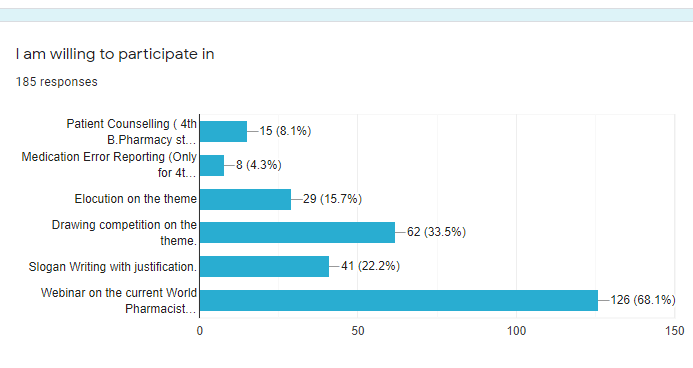 I am willing to participate in
185 responses
Patient Counselling ( 4th
B.Pharmacy st...
15 (8.1%)
Medication Error Reporting (Only
for 4t...
8 (4.3%)
Elocution on the theme
29 (15.7%)
Drawing competition on the
theme.
62 (33.5%)
Slogan Writing with justification.
41 (22.2%)
Webinar on the current World
Pharmacist...
126 (68.1%)
0
50
100
150